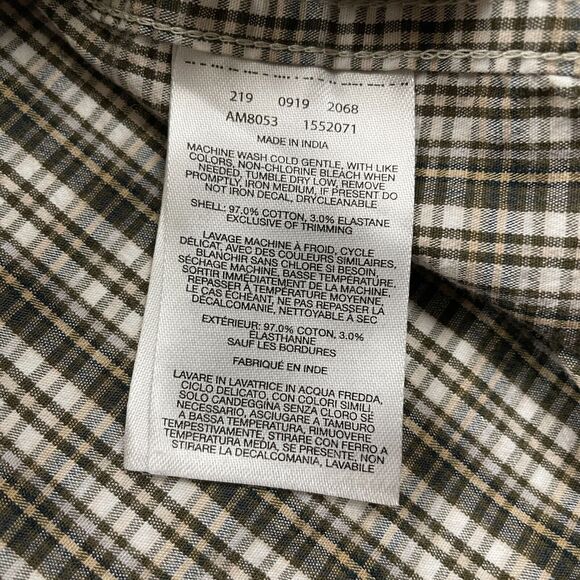 219 0919 2068
AM8053 1552071
MADE IN INDIA
MACHINE WASH COLD GENTLE, WITH LIKE
COLORS, NON-CHLORINE BLEACH WHEN
NEEDED, TUMBLE DRY LOW, REMOVE
PROMPTLY, IRON MEDIUM, IF PRESENT DO
NOT IRON DECAL, DRYCLEANABLE
SHELL: 97.0% COTTON, 3.0% ELASTANE
EXCLUSIVE OF TRIMMING
LAVAGE MACHINE À FROID, CYCLE
DÉLICAT, AVEC DES COULEURS SIMILAIRES,
BLANCHIR SANS CHLORE SI BESOIN,
SÉCHAGE MACHINE, BASSE TEMPÉRATURE,
SORTIR IMMÉDIATEMENT DE LA MACHINE,
REPASSER À TEMPÉRATURE MOYENNE,
LE CAS ÉCHÉANT, NE PAS REPASSER LA
DÉCALCOMANIE, NETTOYABLE À SEC
EXTÉRIEUR: 97.0% COTON, 3.0%
ÉLASTHANNE
SAUF LES BORDURES
FABRIQUÉ EN INDE
LAVARE IN LAVATRICE IN ACQUA FREDDA,
CICLO DELICATO, CON COLORI SIMILI,
SOLO CANDEGGINA SENZA CLORO SE
NECESSARIO, ASCIUGARE A TAMBURO
A BASSA TEMPERATURA, RIMUOVERE
TEMPESTIVAMENTE, STIRARE CON FERRO A
TEMPERATURA MEDIA, SE PRESENTE, NON
STIRARE LA DECALCOMANIA, LAVABILE